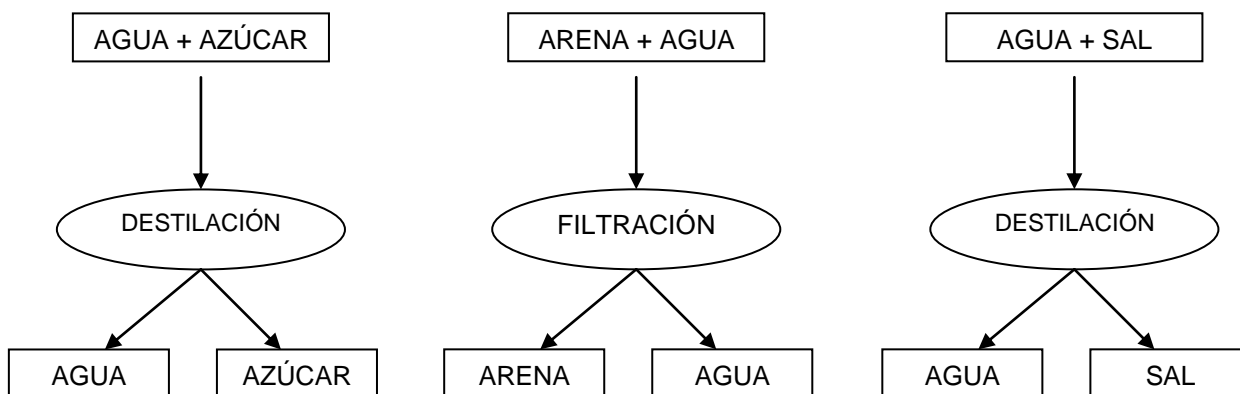 AGUA + AZÚCAR
ARENA + AGUA
AGUA + SAL
DESTILACIÓN
FILTRACIÓN
DESTILACIÓN
AGUA
AZÚCAR
ARENA
AGUA
AGUA
SAL